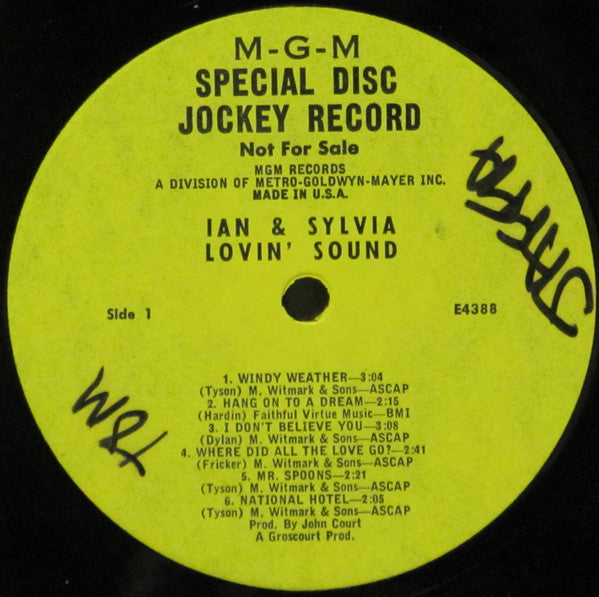 M-G-M
SPECIAL DISC
JOCKEY RECORD
Not For Sale
MGM RECORDS
A DIVISION OF METRO-GOLDWYN-MAYER INC.
MADE IN U.S.A.
IAN & SYLVIA
LOVIN' SOUND
Side 1
E4388
1. WINDY WEATHER—3:04
(Tyson) M. Witmark & Sons—ASCAP
2. HANG ON TO A DREAM—2:15
(Hardin) Faithful Virtue Music—BMI
3. I DON'T BELIEVE YOU—3:08
(Dylan) M. Witmark & Sons—ASCAP
4. WHERE DID ALL THE LOVE GO?—2:41
(Fricker) M. Witmark & Sons—ASCAP
5. MR. SPOONS—2:21
(Tyson) M. Witmark & Sons—ASCAP
6. NATIONAL HOTEL—2:05
(Tyson) M. Witmark & Sons—ASCAP
Prod. By John Court
A Groscourt Prod.